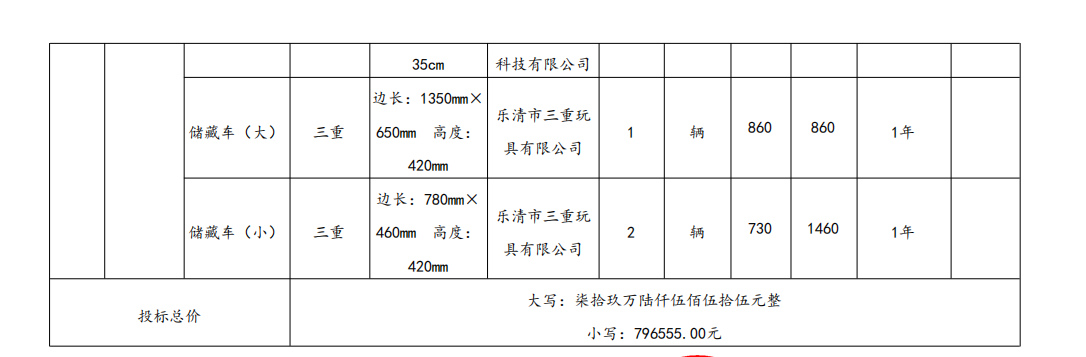 35cm 科技有限公司
储藏车（大） 三重 边长：1350mm×650mm 高度：420mm 乐清市三重玩具有限公司 1 辆 860 860 1年
储藏车（小） 三重 边长：780mm×460mm 高度：420mm 乐清市三重玩具有限公司 2 辆 730 1460 1年
投标总价
大写：柒拾玖万陆仟伍佰伍拾伍元整
小写：796555.00元